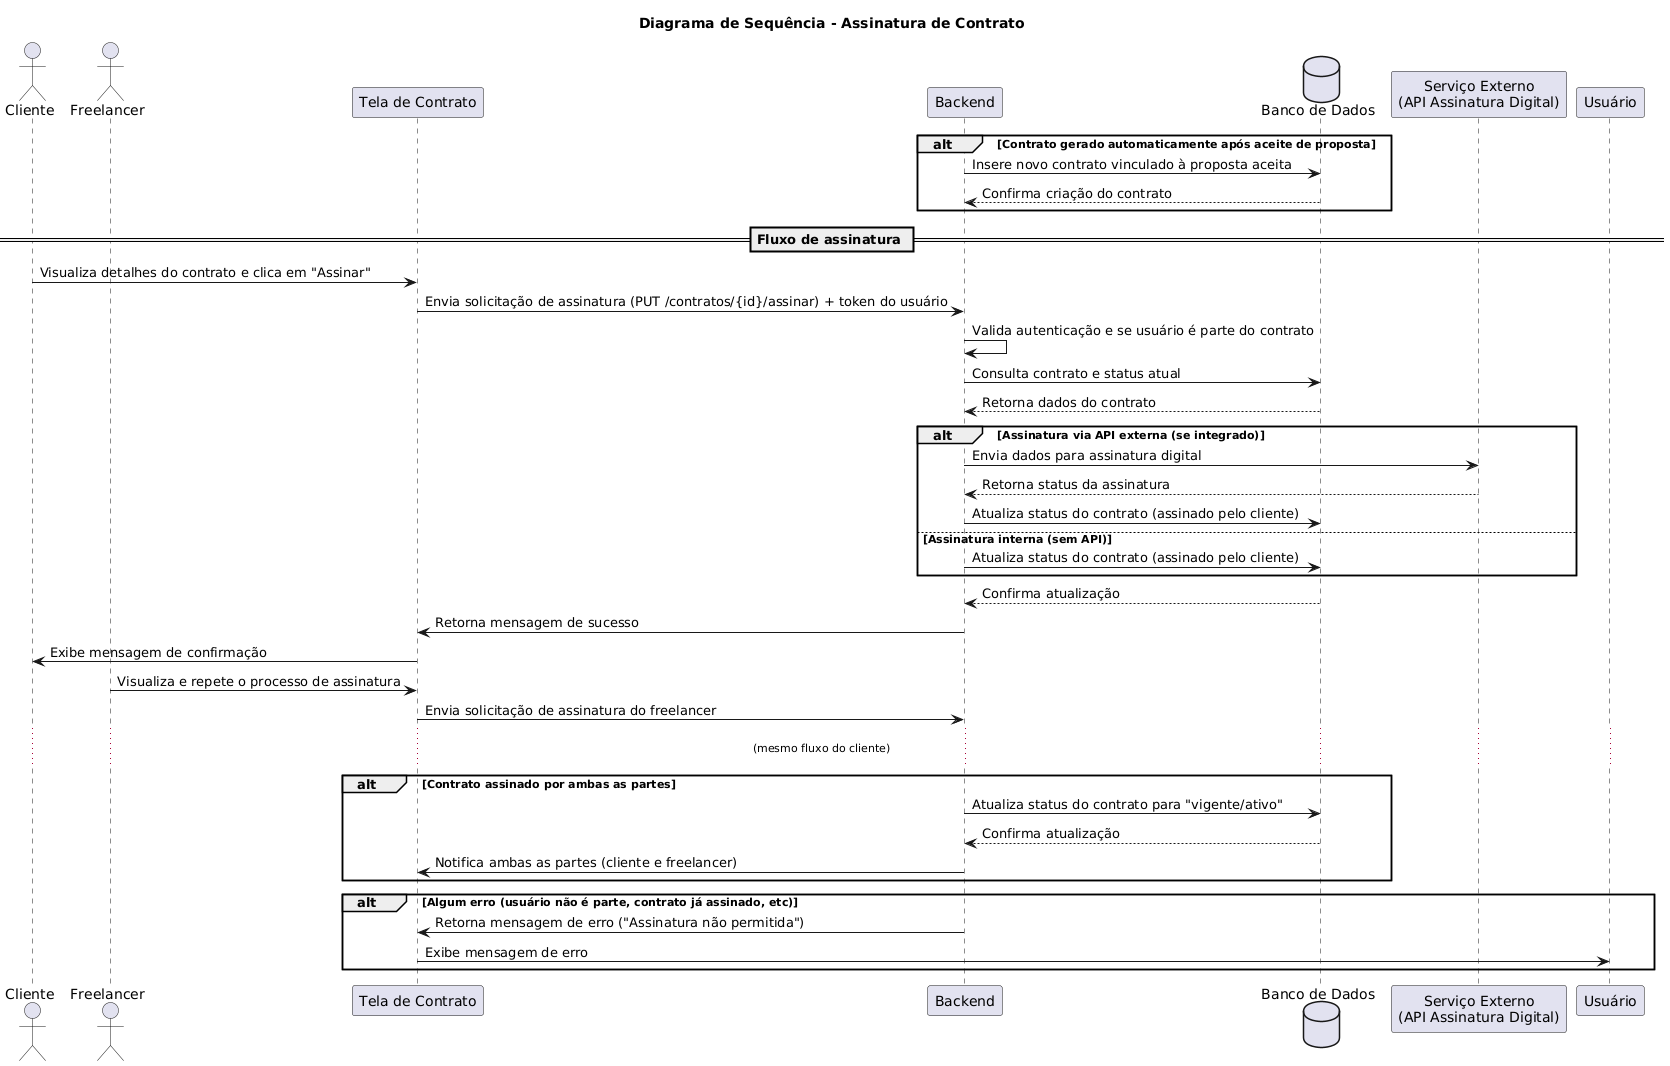 Diagrama de Sequência - Assinatura de Contrato
Cliente
Freelancer
Tela de Contrato
Backend
Banco de Dados
Serviço Externo
(API Assinatura Digital)
Usuário
alt
[Contrato gerado automaticamente após aceite de proposta]
Insere novo contrato vinculado à proposta aceita
Confirma criação do contrato
Fluxo de assinatura
Visualiza detalhes do contrato e clica em "Assinar"
Envia solicitação de assinatura (PUT /contratos/{id}/assinar) + token do usuário
Valida autenticação e se usuário é parte do contrato
Consulta contrato e status atual
Retorna dados do contrato
alt
[Assinatura via API externa (se integrado)]
Envia dados para assinatura digital
Retorna status da assinatura
Atualiza status do contrato (assinado pelo cliente)
[Assinatura interna (sem API)]
Atualiza status do contrato (assinado pelo cliente)
Confirma atualização
Retorna mensagem de sucesso
Exibe mensagem de confirmação
Visualiza e repete o processo de assinatura
Envia solicitação de assinatura do freelancer
(mesmo fluxo do cliente)
alt
[Contrato assinado por ambas as partes]
Atualiza status do contrato para "vigente/ativo"
Confirma atualização
Notifica ambas as partes (cliente e freelancer)
alt
[Algum erro (usuário não é parte, contrato já assinado, etc)]
Retorna mensagem de erro ("Assinatura não permitida")
Exibe mensagem de erro
Cliente
Freelancer
Tela de Contrato
Backend
Banco de Dados
Serviço Externo
(API Assinatura Digital)
Usuário